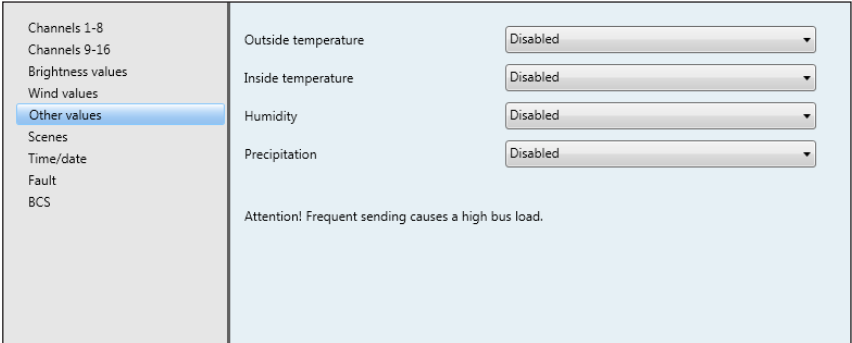 Channels 1-8
Channels 9-16
Brightness values
Wind values
Other values
Scenes
Time/date
Fault
BCS
Outside temperature Disabled
Inside temperature Disabled
Humidity Disabled
Precipitation Disabled
Attention! Frequent sending causes a high bus load.